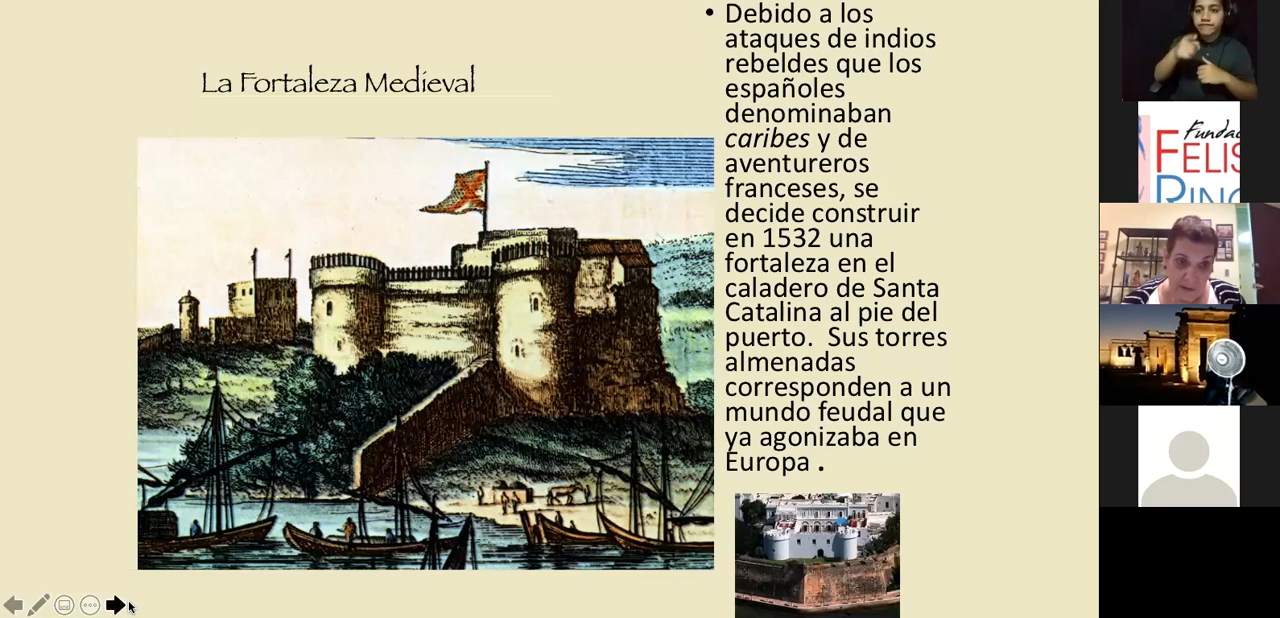 La Fortaleza Medieval
• Debido a los
ataques de indios
rebeldes que los
españoles
denominaban
caribes y de
aventureros
franceses, se
decide construir
en 1532 una
fortaleza en el
caladero de Santa
Catalina al pie del
puerto.  Sus torres
almenadas
corresponden a un
mundo feudal que
ya agonizaba en
Europa .